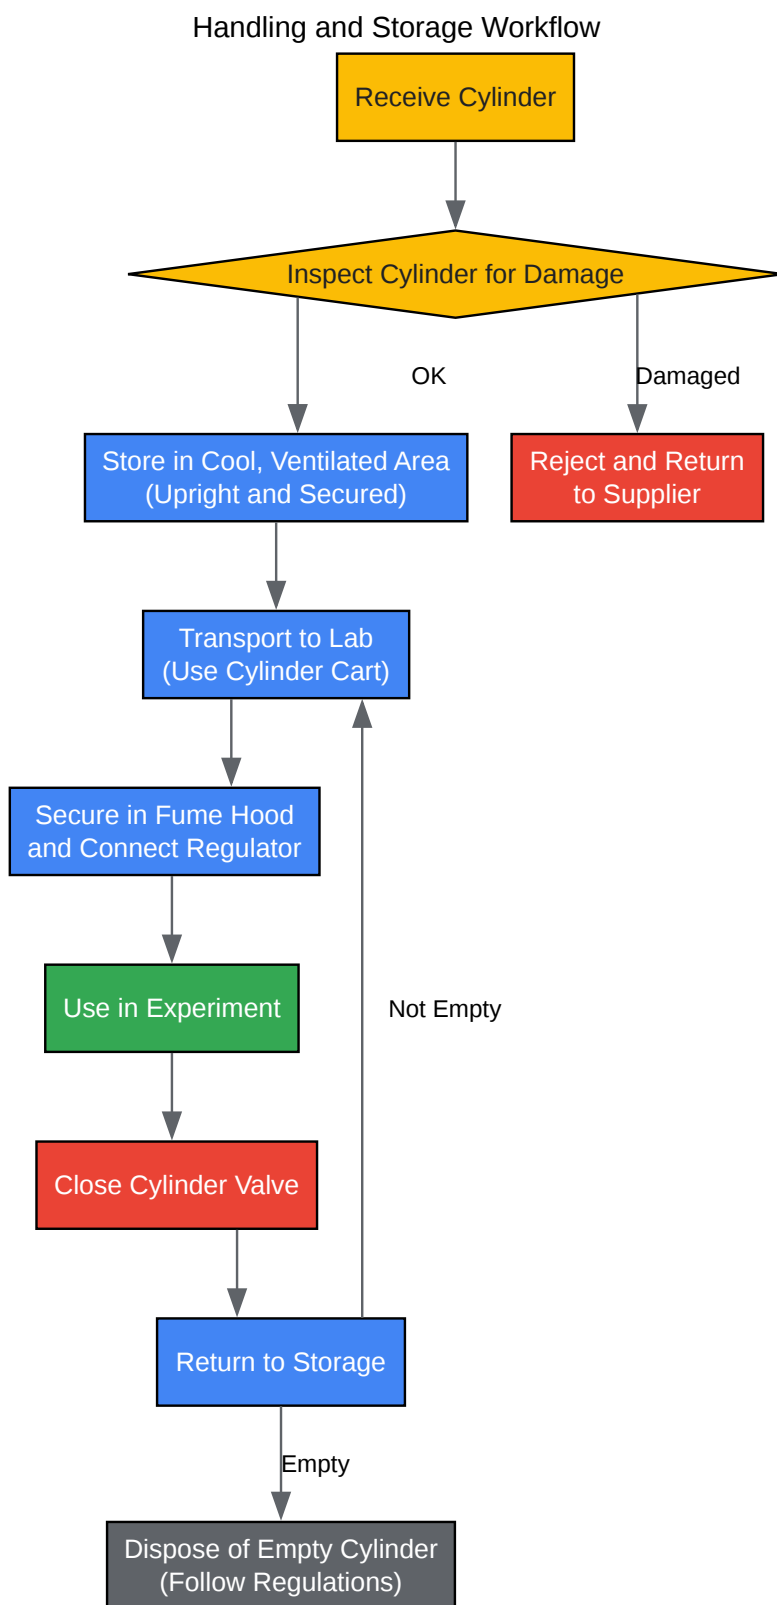 Handling and Storage Workflow
Receive Cylinder
Inspect Cylinder for Damage
OK
Damaged
Store in Cool, Ventilated Area
(Upright and Secured)
Reject and Return
to Supplier
Transport to Lab
(Use Cylinder Cart)
Secure in Fume Hood
and Connect Regulator
Use in Experiment
Not Empty
Close Cylinder Valve
Return to Storage
Empty
Dispose of Empty Cylinder
(Follow Regulations)